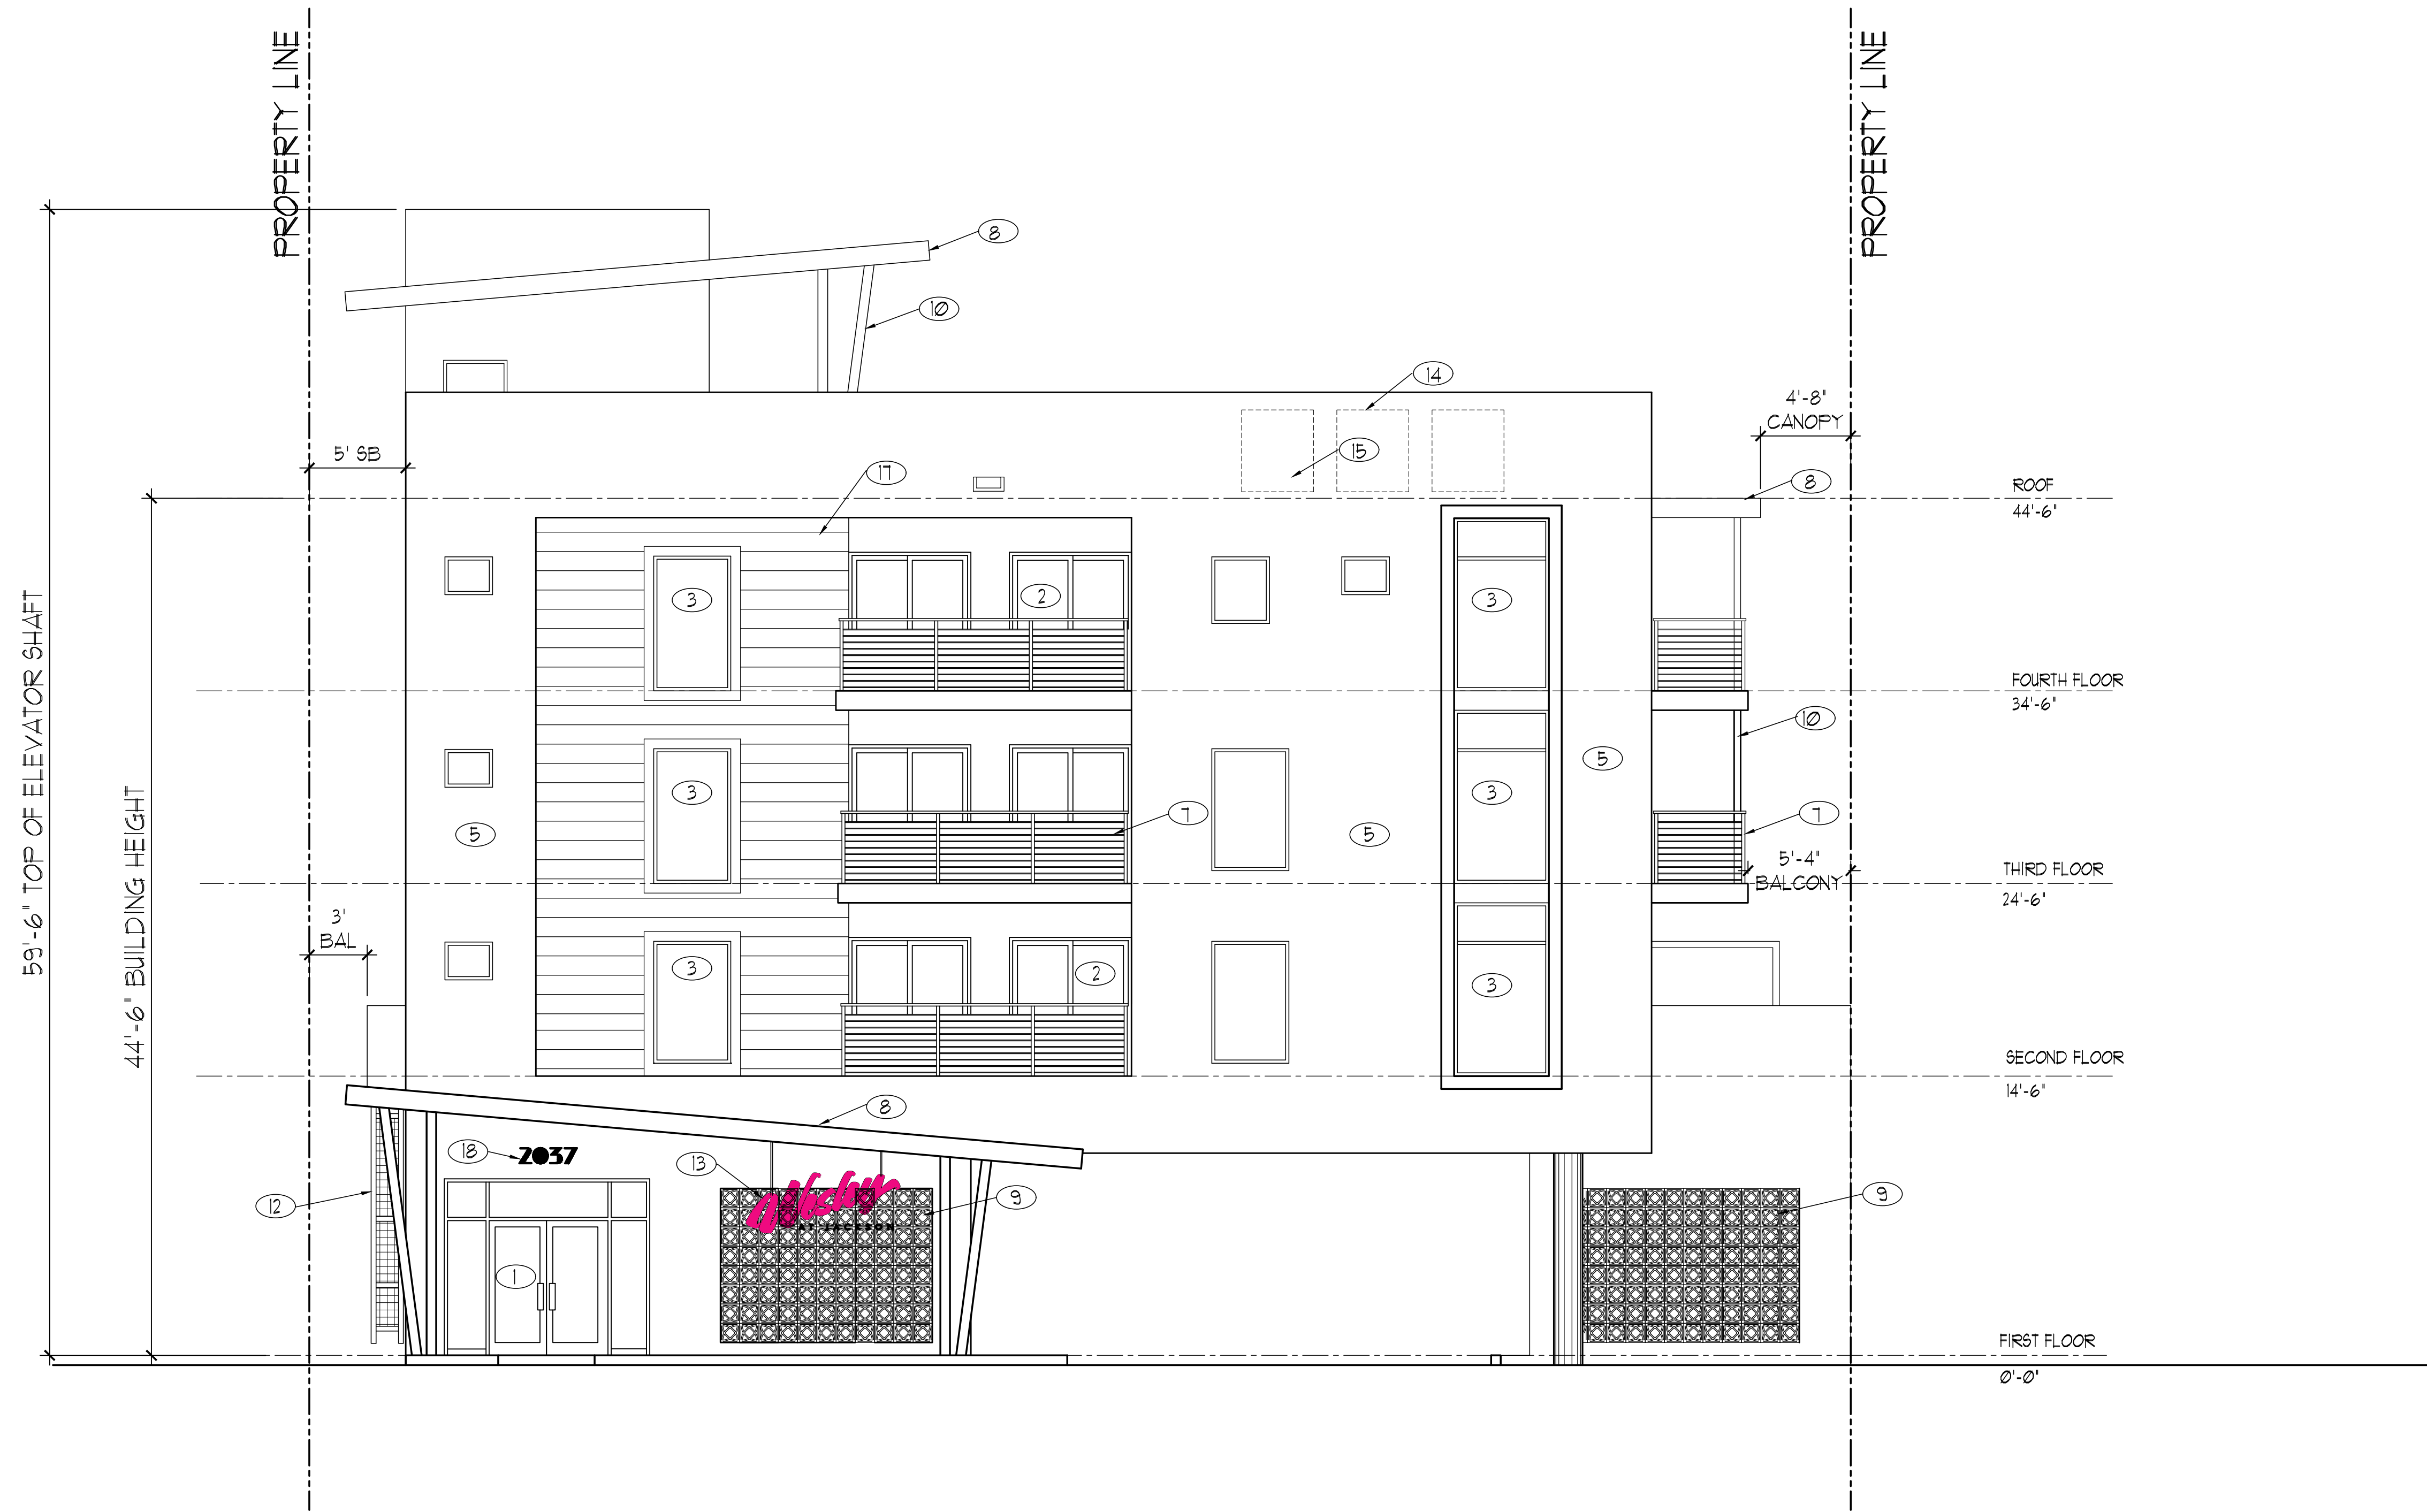 PROPERTY LINE
PROPERTY LINE
8
10
14
4'-8"
CANOPY
5' SB
15
17
8
ROOF
44'-6"
3
2
3
FOURTH FLOOR
34'-6"
10
5
3
3
7
7
5
5
5'-4"
BALCONY
THIRD FLOOR
24'-6"
3'
BAL
3
2
3
59'-6" TOP OF ELEVATOR SHAFT
44'-6" BUILDING HEIGHT
SECOND FLOOR
14'-6"
8
18
2037
13
12
9
9
AT JACKSON
1
FIRST FLOOR
0'-0"